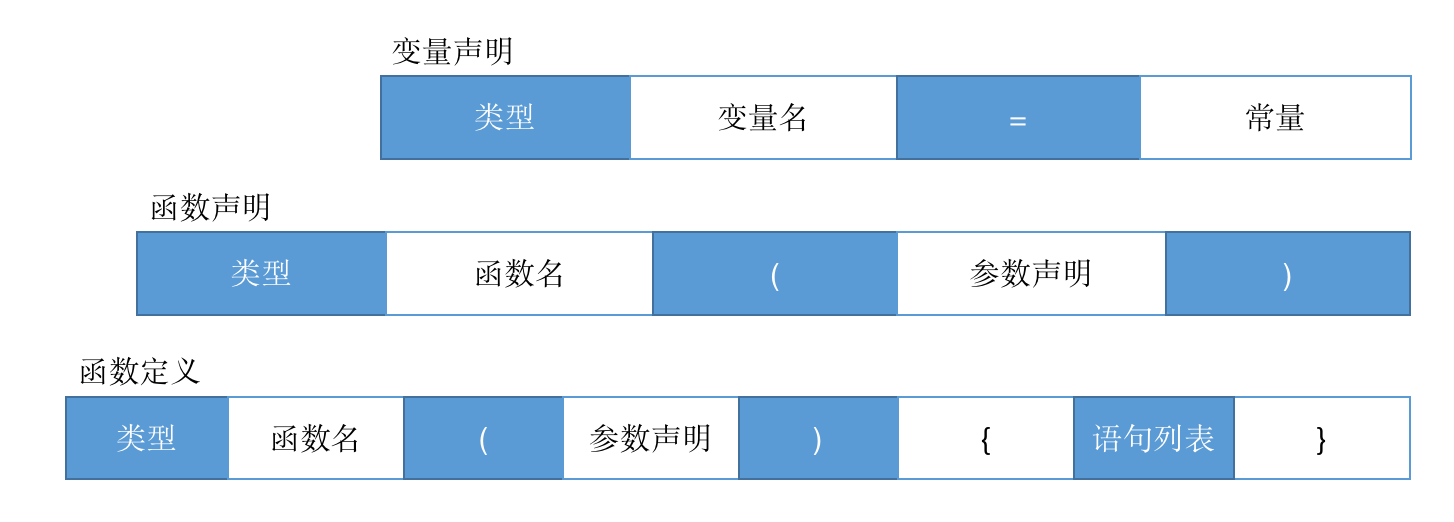 变量声明
类型 变量名 = 常量
函数声明
类型 函数名 ( 参数声明 )
函数定义
类型 函数名 ( 参数声明 ) { 语句列表 }